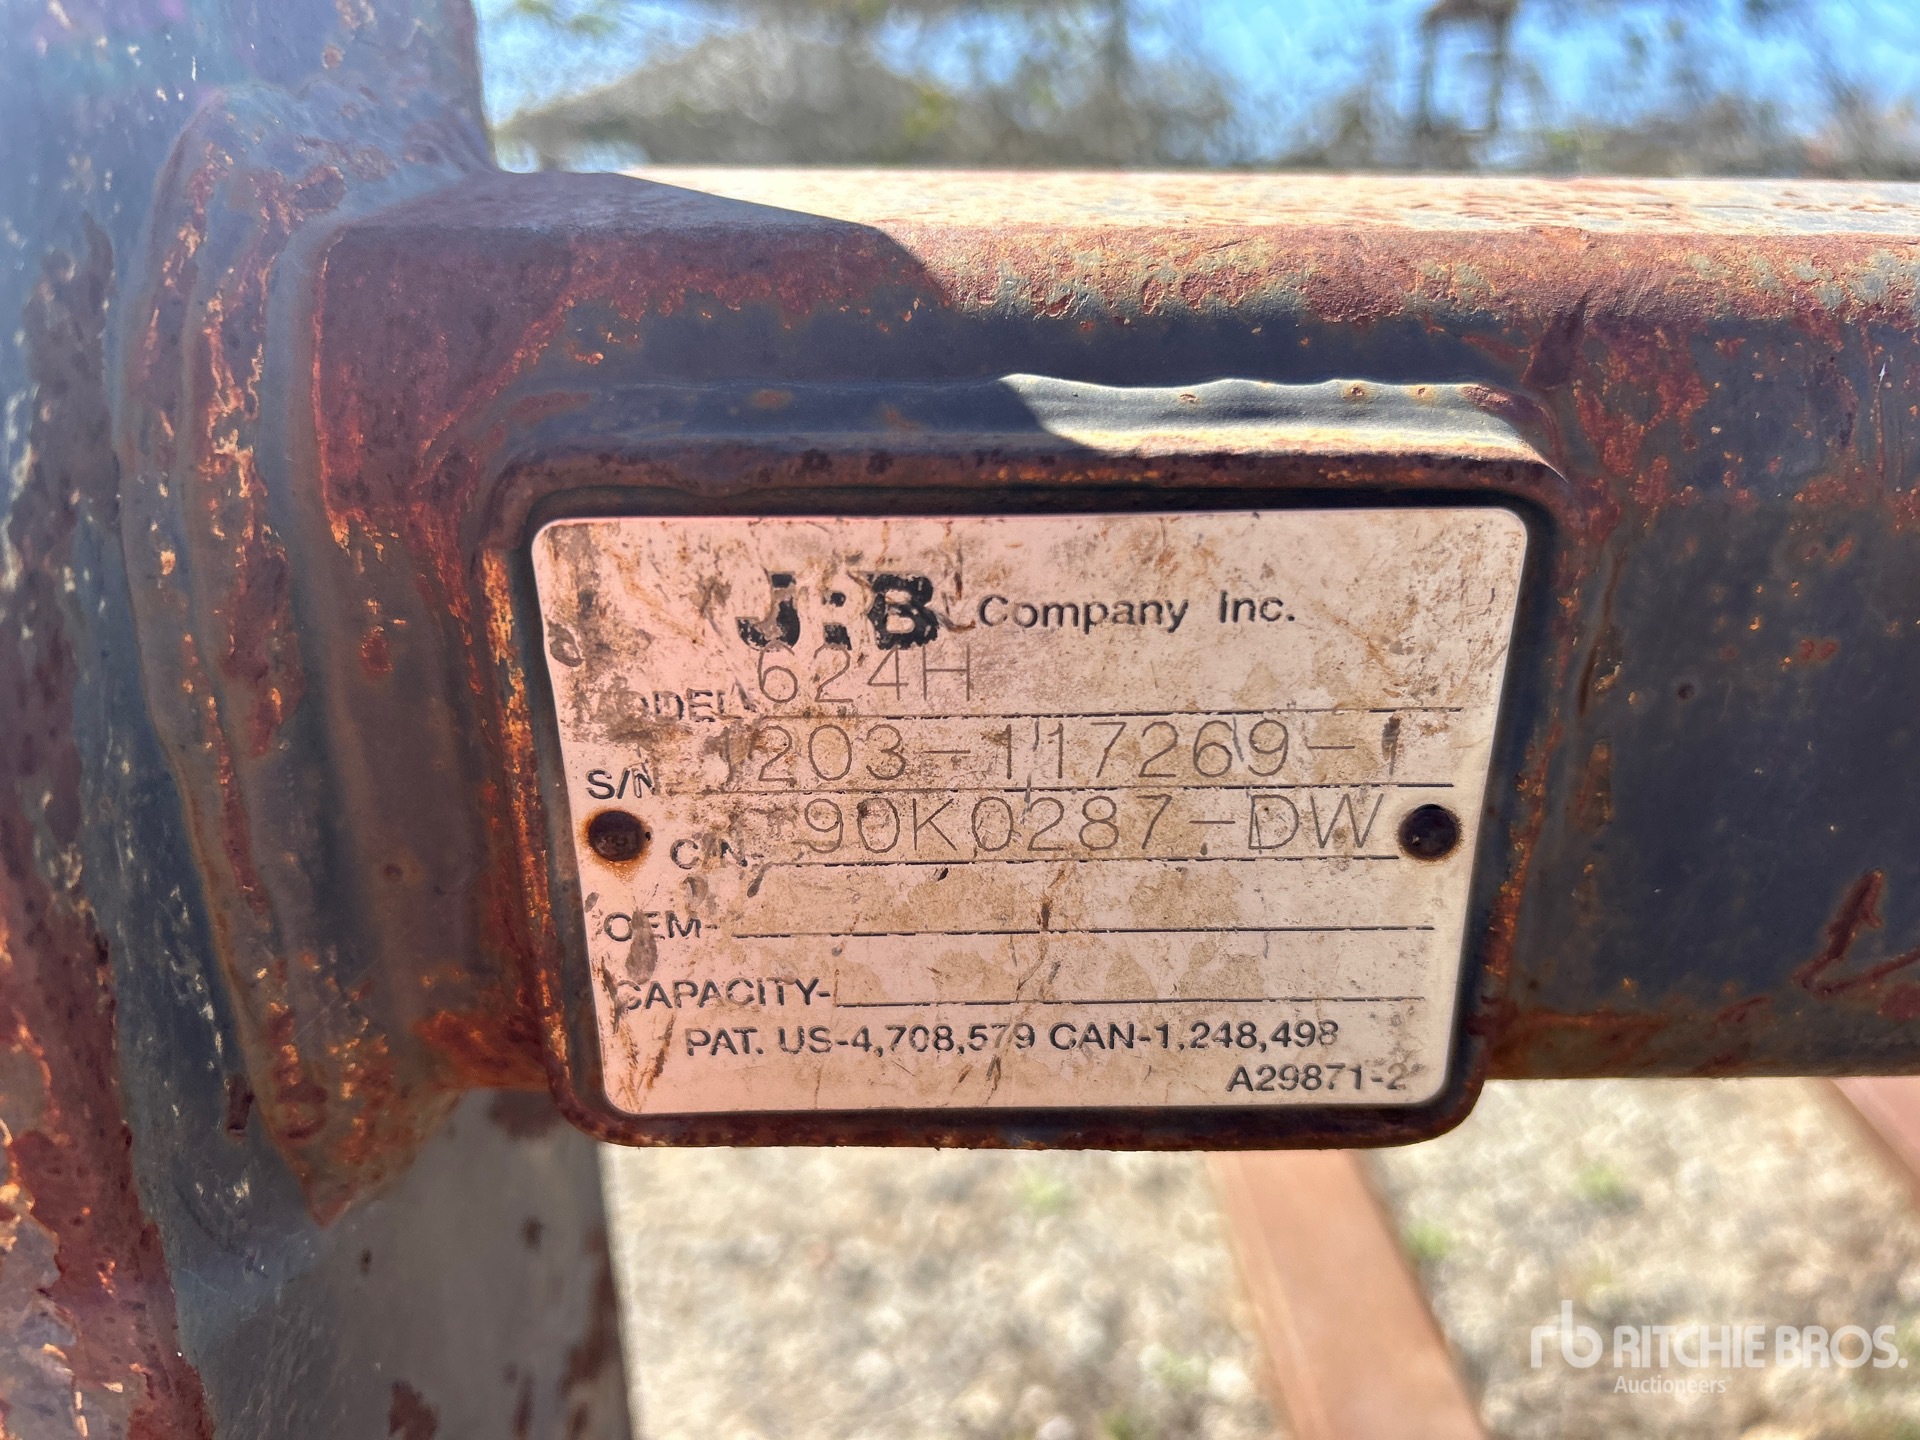 J:B Company Inc.
MODEL 624H
S/N 1203-117269-1
C/N- 90K0287-DW
OEM-
CAPACITY-
PAT. US-4,708,579 CAN-1,248,498
A29871-2
rb RITCHIE BROS.
Auctioneers